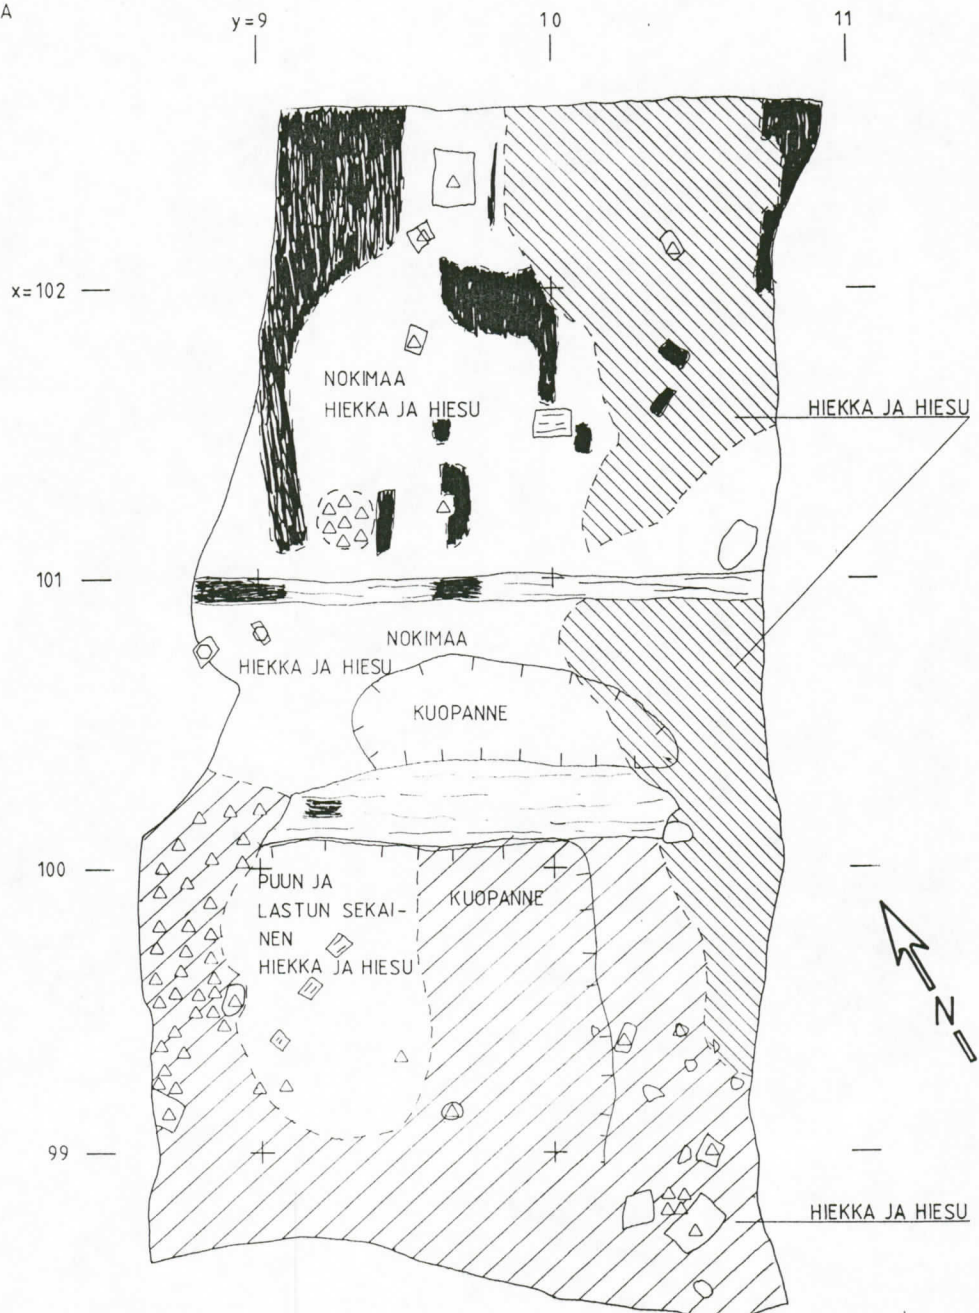 A
y=9 10 11
x=102
NOKIMAA
HIEKKA JA HIESU
HIEKKA JA HIESU
101
NOKIMAA
HIEKKA JA HIESU
KUOPANNE
100
PUUN JA
LASTUN SEKAI-
NEN
HIEKKA JA HIESU
KUOPANNE
N
99
HIEKKA JA HIESU